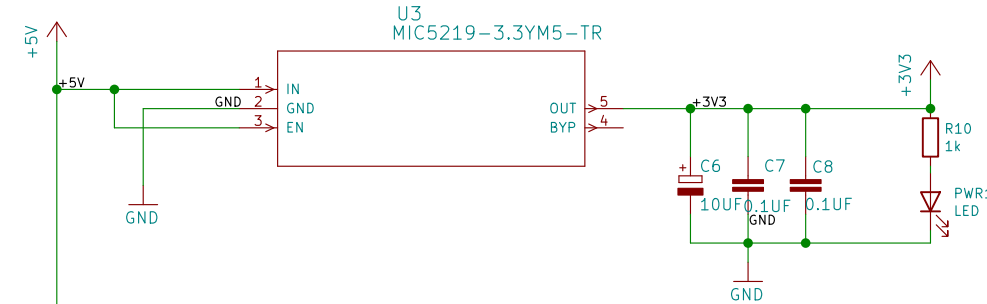 U3
MIC5219-3.3YM5-TR
+5V
+5V
1
IN
GND
2
GND
3
EN
OUT
5
+3V3
BYP
4
+3V3
R10
1k
+
C6
C7
C8
10UF
0.1UF
0.1UF
GND
PWR
LED
GND
GND